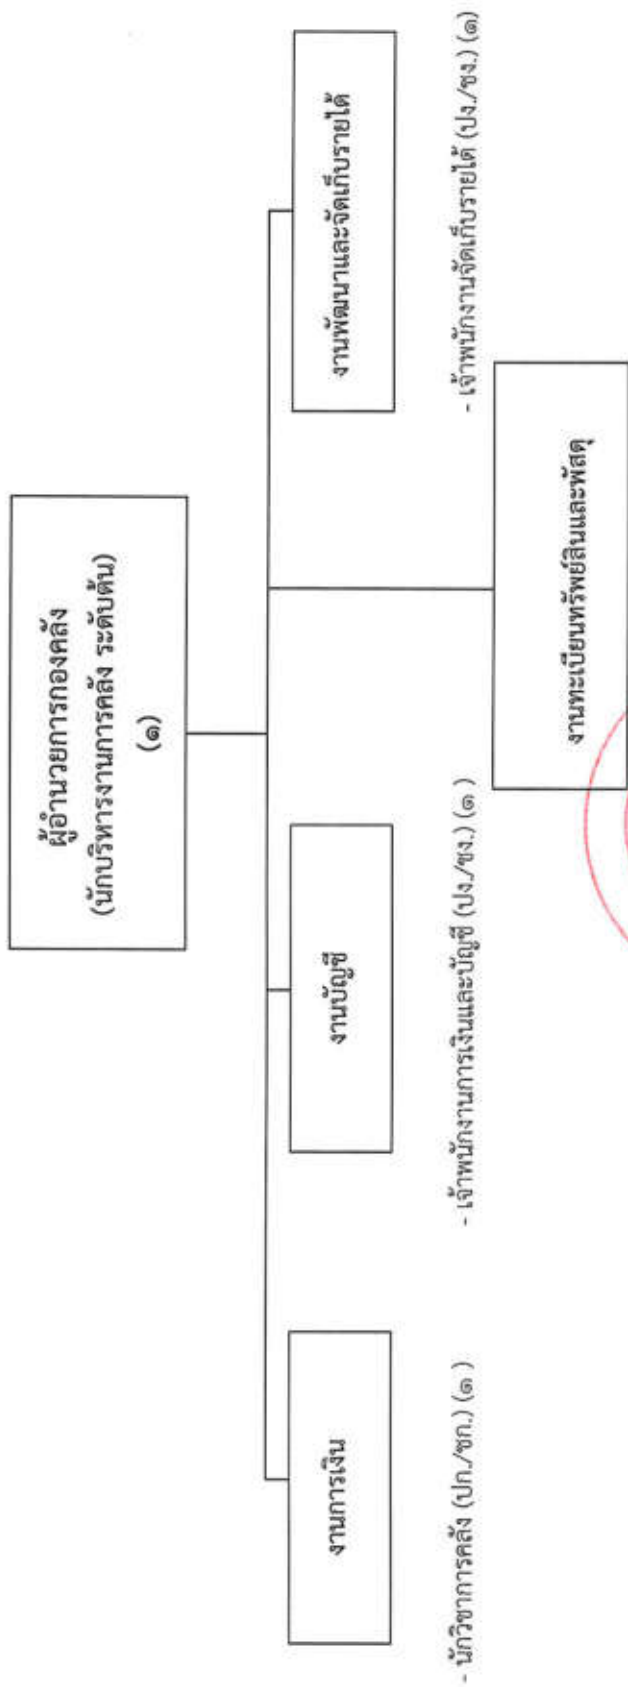 ผู้อำนวยการกองคลัง
(นักบริหารงานการคลัง ระดับต้น)
(๑)
งานการเงิน
งานบัญชี
งานพัฒนาและจัดเก็บรายได้
- นักวิชาการคลัง (ปก./ชก.) (๑ )
- เจ้าพนักงานการเงินและบัญชี (ปง./ชง.) (๑ )
- เจ้าพนักงานจัดเก็บรายได้ (ปง./ชง.) (๑)
งานทะเบียนทรัพย์สินและพัสดุ